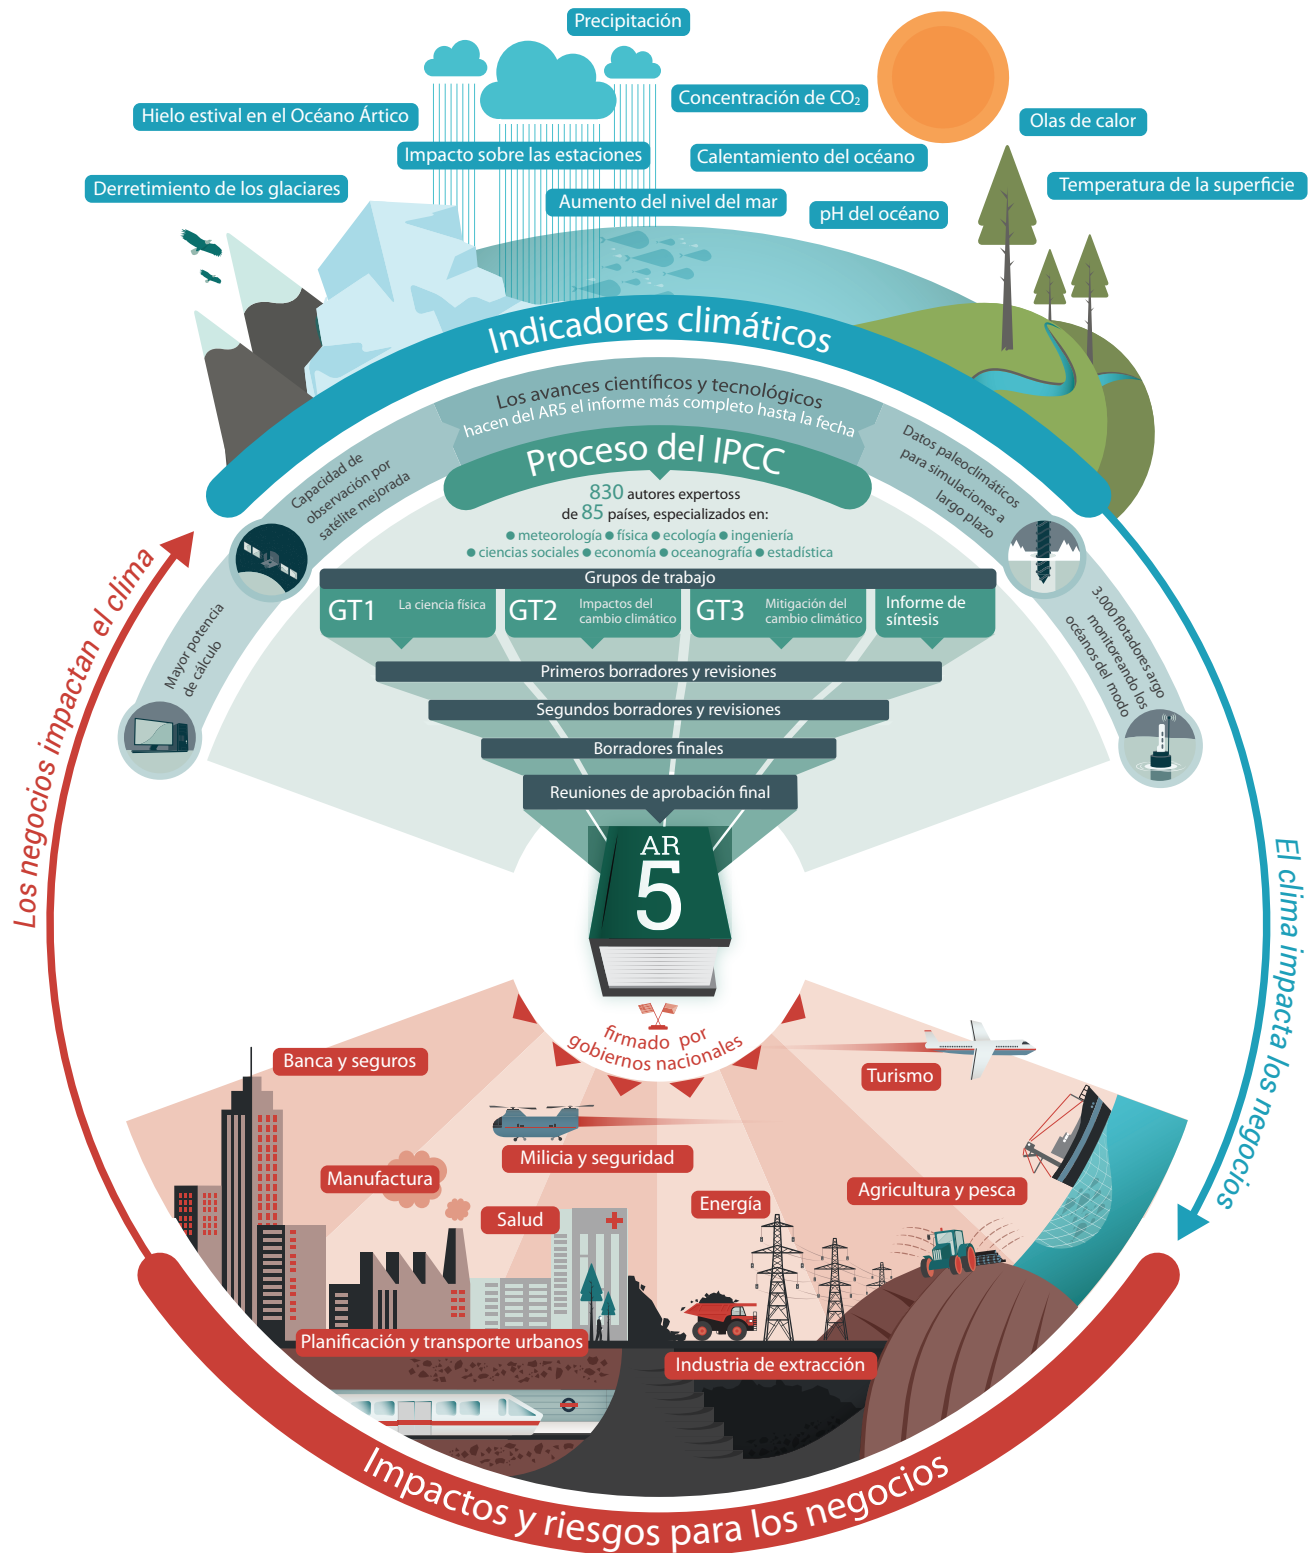 Precipitación
Concentración de CO₂
Hielo estival en el Océano Ártico
Olas de calor
Impacto sobre las estaciones
Calentamiento del océano
Derretimiento de los glaciares
Temperatura de la superficie
Aumento del nivel del mar
pH del océano
Indicadores climáticos
Los avances científicos y tecnológicos
hacen del AR5 el informe más completo hasta la fecha
Capacidad de
observación por
satélite mejorada
Mayor potencia
de cálculo
Datos paleoclimáticos
para simulaciones a
largo plazo
3.000 flotadores argo
monitoreando los
océanos del modo
Proceso del IPCC
830 autores expertoss
de 85 países, especializados en:
● meteorología ● física ● ecología ● ingeniería
● ciencias sociales ● economía ● oceanografía ● estadística
Grupos de trabajo
GT1
La ciencia física
GT2
Impactos del
cambio climático
GT3
Mitigación del
cambio climático
Informe de
síntesis
Primeros borradores y revisiones
Segundos borradores y revisiones
Borradores finales
Reuniones de aprobación final
AR
5
firmado por
gobiernos nacionales
Los negocios impactan el clima
El clima impacta los negocios
Banca y seguros
Turismo
Milicia y seguridad
Manufactura
Agricultura y pesca
Energía
Salud
Planificación y transporte urbanos
Industria de extracción
Impactos y riesgos para los negocios